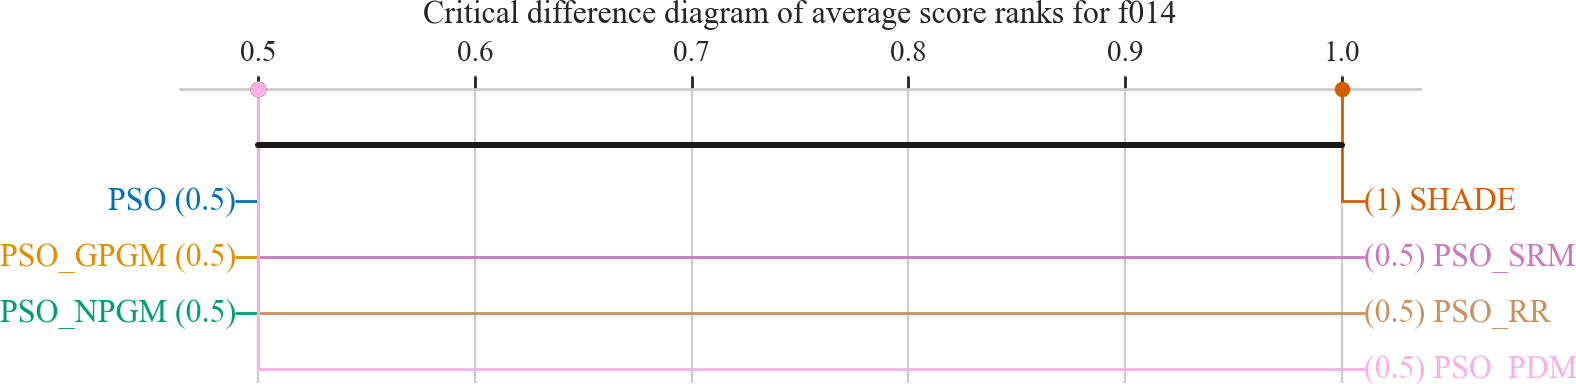 Critical difference diagram of average score ranks for f014
0.5 0.6 0.7 0.8 0.9 1.0
PSO (0.5) (1) SHADE
PSO_GPGM (0.5) (0.5) PSO_SRM
PSO_NPGM (0.5) (0.5) PSO_RR
(0.5) PSO_PDM